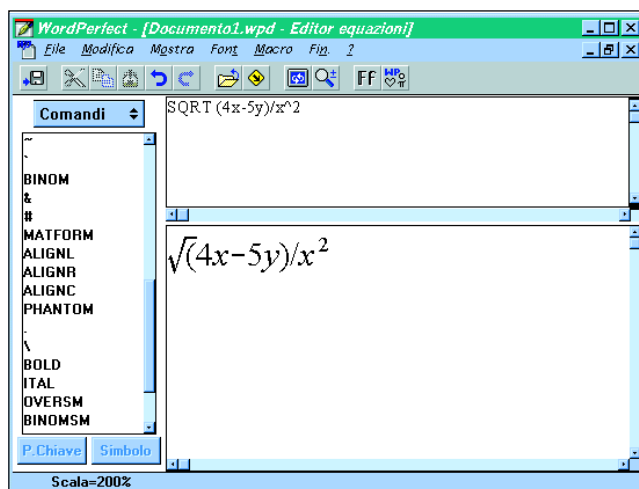 WordPerfect - [Documento1.wpd - Editor equazioni]
File Modifica Mostra Font Macro Fin. ?
Ff WP
Comandi
SQRT (4x-5y)/x^2
~
`
BINOM
&
#
MATFORM
ALIGNL
ALIGNR
ALIGNC
PHANTOM
.
\
BOLD
ITAL
OVERSM
BINOMSM
√(4x−5y)/x²
P.Chiave Simbolo
Scala=200%